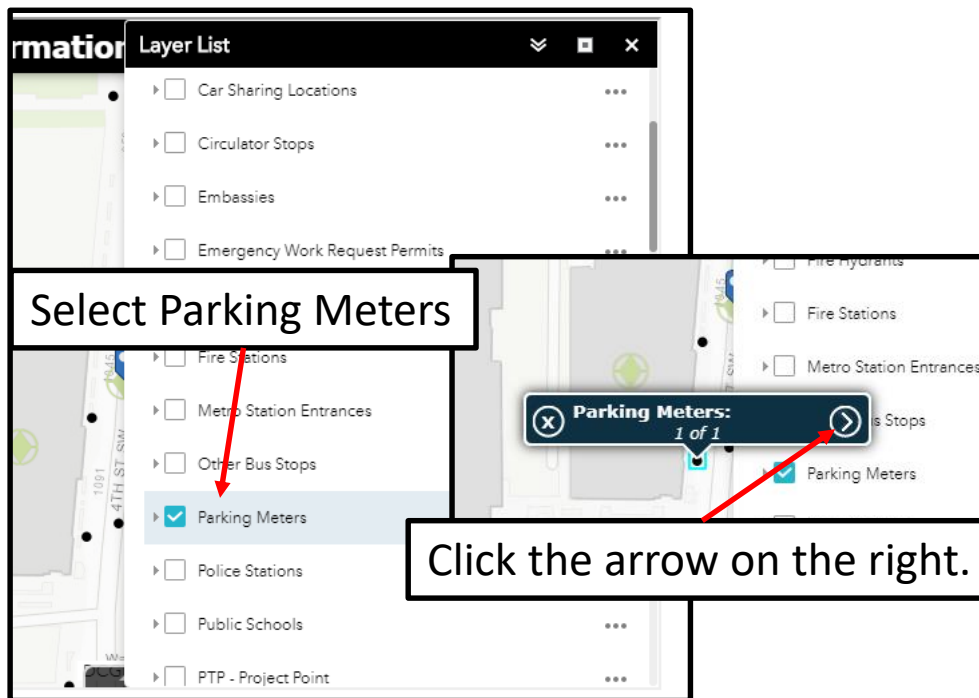 rmation
Layer List
Car Sharing Locations
Circulator Stops
Embassies
Emergency Work Request Permits
Select Parking Meters
Fire Stations
Metro Station Entrances
Other Bus Stops
1091
4TH ST SW
Parking Meters
Police Stations
Public Schools
PTP - Project Point
Fire Hydrants
Fire Stations
Metro Station Entrances
Parking Meters:
1 of 1
s Stops
Parking Meters
Click the arrow on the right.